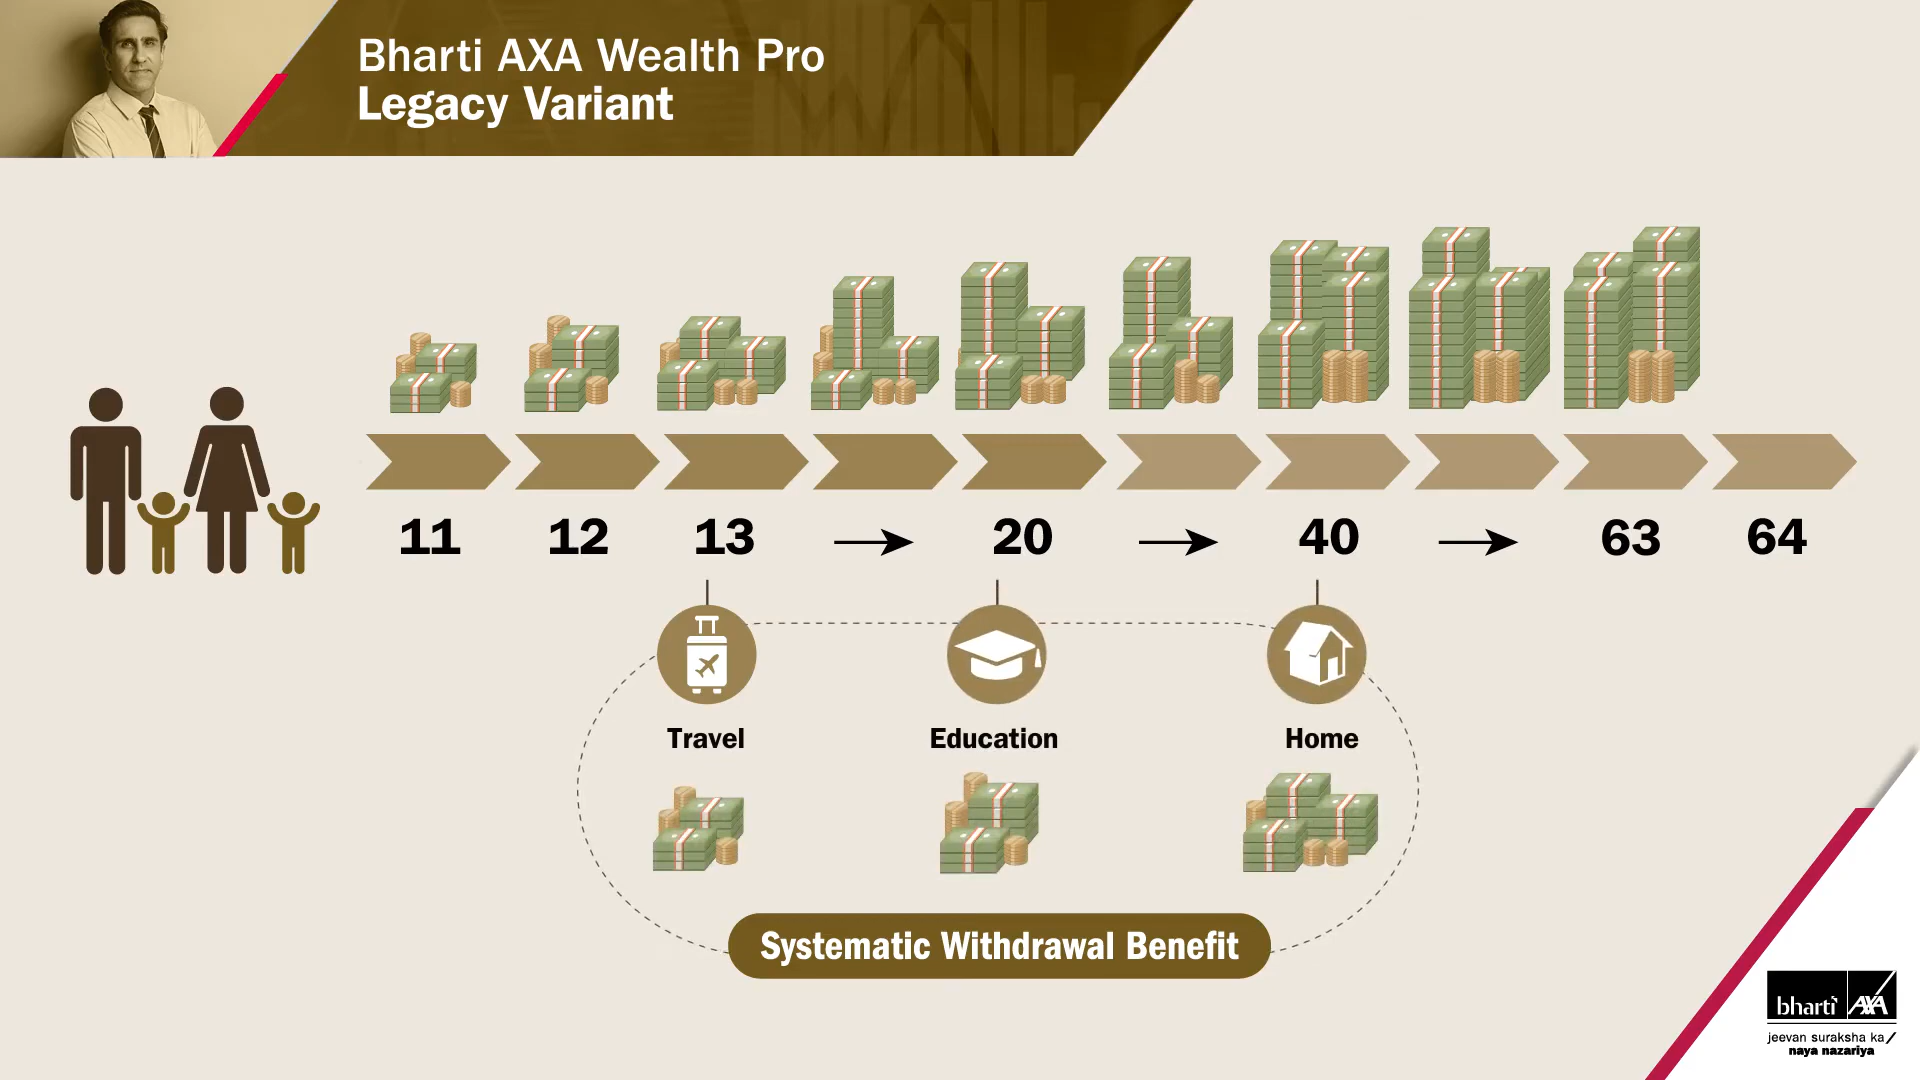 Bharti AXA Wealth Pro
Legacy Variant
11 12 13 20 40 63 64
Travel Education Home
Systematic Withdrawal Benefit
bharti AXA
jeevan suraksha ka
naya nazariya